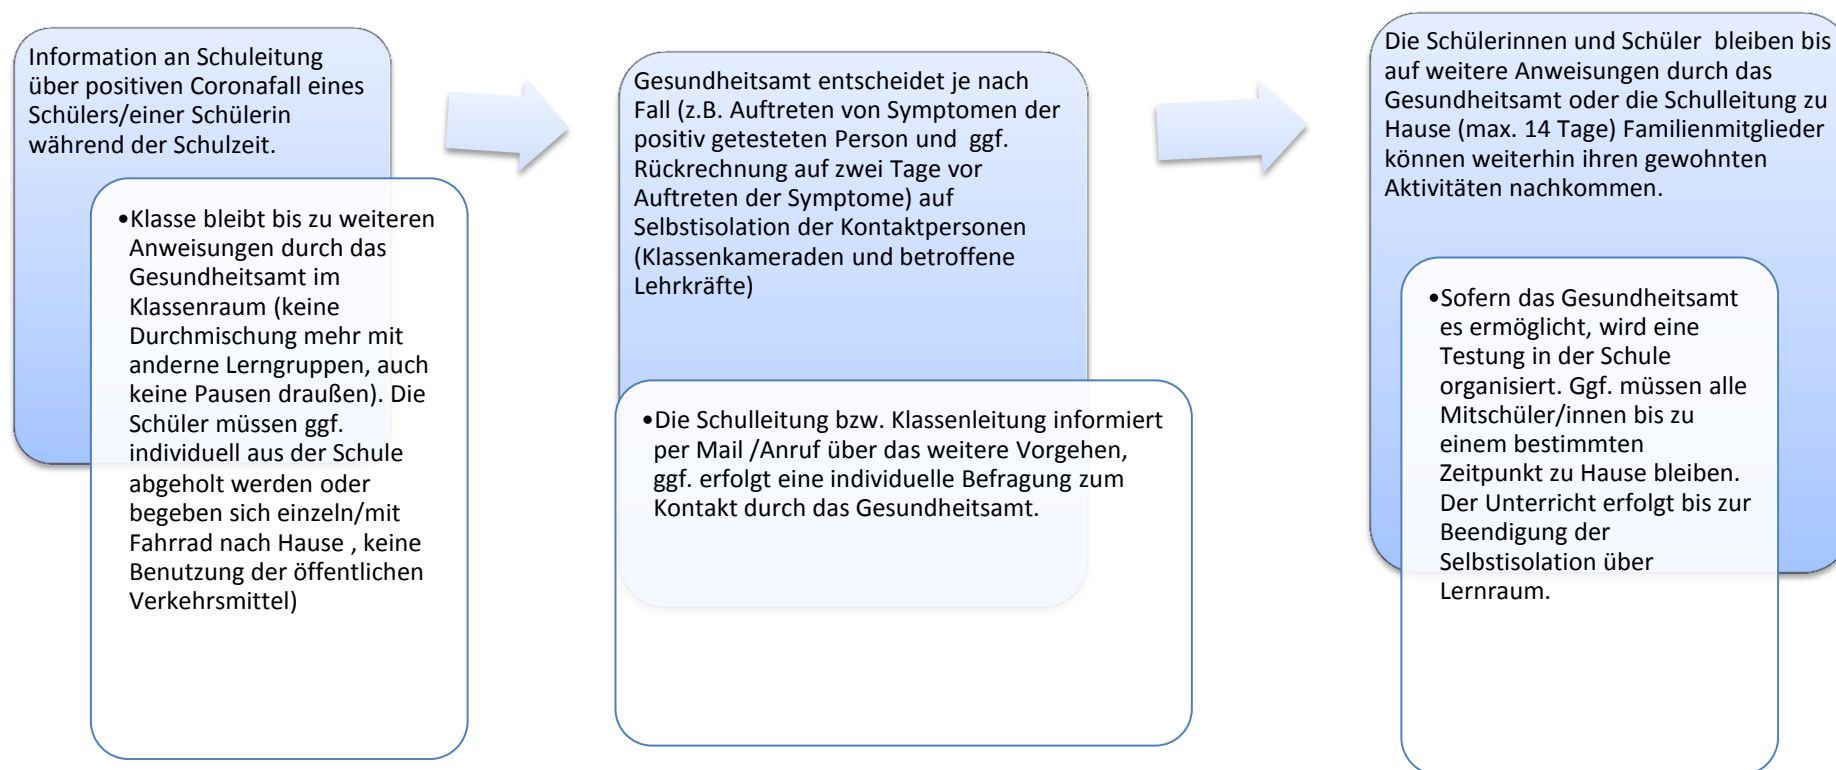 Information an Schuleitung
über positiven Coronafall eines
Schülers/einer Schülerin
während der Schulzeit.
•Klasse bleibt bis zu weiteren
Anweisungen durch das
Gesundheitsamt im
Klassenraum (keine
Durchmischung mehr mit
anderne Lerngruppen, auch
keine Pausen draußen). Die
Schüler müssen ggf.
individuell aus der Schule
abgeholt werden oder
begeben sich einzeln/mit
Fahrrad nach Hause , keine
Benutzung der öffentlichen
Verkehrsmittel)
Gesundheitsamt entscheidet je nach
Fall (z.B. Auftreten von Symptomen der
positiv getesteten Person und  ggf.
Rückrechnung auf zwei Tage vor
Auftreten der Symptome) auf
Selbstisolation der Kontaktpersonen
(Klassenkameraden und betroffene
Lehrkräfte)
•Die Schulleitung bzw. Klassenleitung informiert
per Mail /Anruf über das weitere Vorgehen,
ggf. erfolgt eine individuelle Befragung zum
Kontakt durch das Gesundheitsamt.
Die Schülerinnen und Schüler  bleiben bis
auf weitere Anweisungen durch das
Gesundheitsamt oder die Schulleitung zu
Hause (max. 14 Tage) Familienmitglieder
können weiterhin ihren gewohnten
Aktivitäten nachkommen.
•Sofern das Gesundheitsamt
es ermöglicht, wird eine
Testung in der Schule
organisiert. Ggf. müssen alle
Mitschüler/innen bis zu
einem bestimmten
Zeitpunkt zu Hause bleiben.
Der Unterricht erfolgt bis zur
Beendigung der
Selbstisolation über
Lernraum.